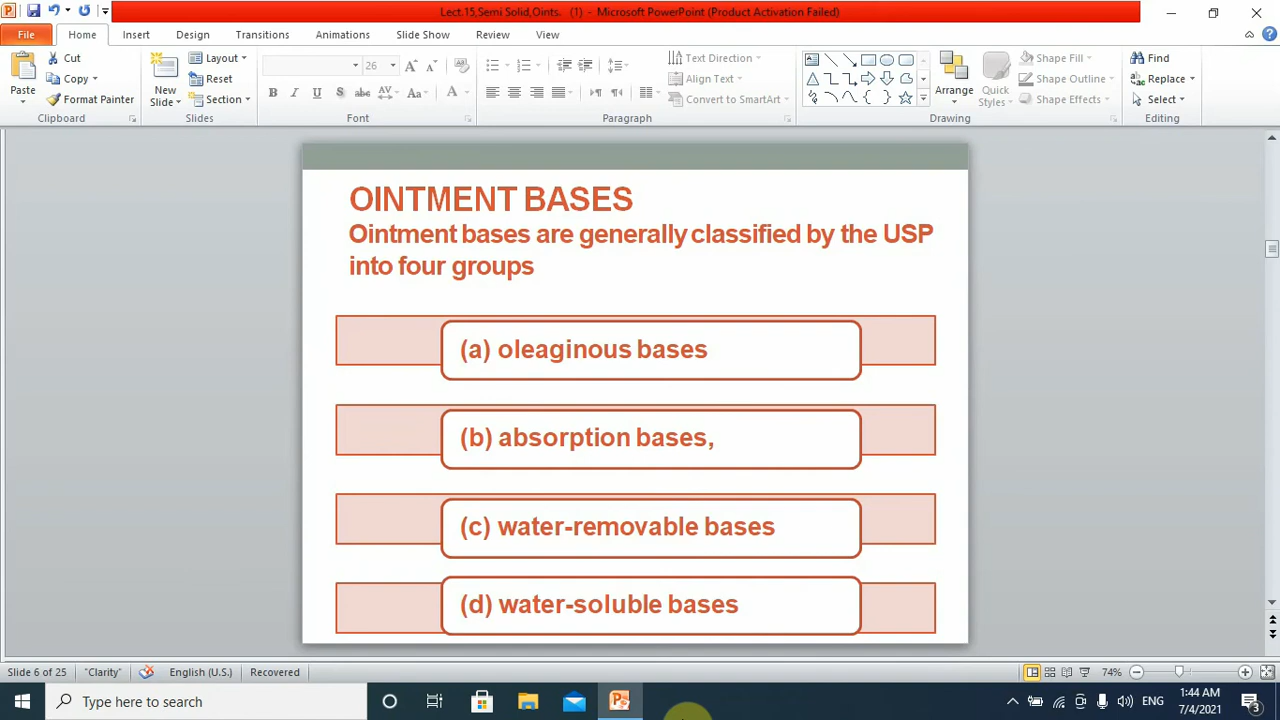 Lect.15,Semi Solid,Oints. (1) - Microsoft PowerPoint (Product Activation Failed)
File Home Insert Design Transitions Animations Slide Show Review View
Paste
Cut
Copy
Format Painter
Clipboard
New Slide
Layout
Reset
Section
Slides
26
B I U S abc AV Aa A
Font
Text Direction
Align Text
Convert to SmartArt
Paragraph
Arrange
Quick Styles
Shape Fill
Shape Outline
Shape Effects
Drawing
Find
Replace
Select
Editing
OINTMENT BASES
Ointment bases are generally classified by the USP
into four groups
(a) oleaginous bases
(b) absorption bases,
(c) water-removable bases
(d) water-soluble bases
Slide 6 of 25 "Clarity" English (U.S.) Recovered 74%
Type here to search
ENG
1:44 AM
7/4/2021
3